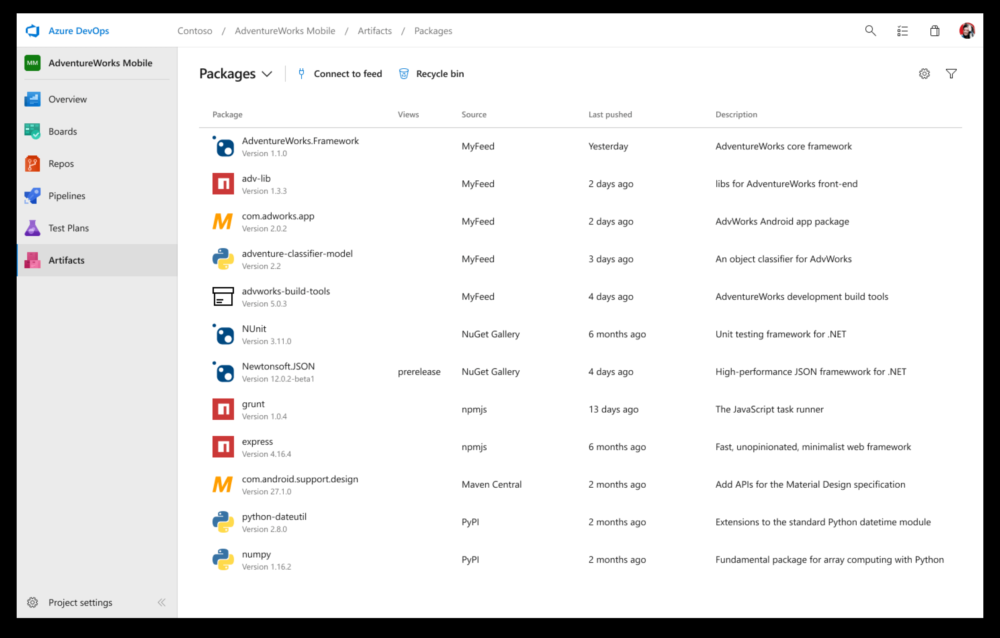 Azure DevOps
Contoso / AdventureWorks Mobile / Artifacts / Packages
MM AdventureWorks Mobile
Overview
Boards
Repos
Pipelines
Test Plans
Artifacts
Project settings
Packages
Connect to feed
Recycle bin
Package Views Source Last pushed Description
AdventureWorks.Framework
Version 1.1.0
MyFeed Yesterday AdventureWorks core framework
adv-lib
Version 1.3.3
MyFeed 2 days ago libs for AdventureWorks front-end
com.adworks.app
Version 2.0.2
MyFeed 2 days ago AdvWorks Android app package
adventure-classifier-model
Version 2.2
MyFeed 3 days ago An object classifier for AdvWorks
advworks-build-tools
Version 5.0.3
MyFeed 4 days ago AdventureWorks development build tools
NUnit
Version 3.11.0
NuGet Gallery 6 months ago Unit testing framework for .NET
Newtonsoft.JSON
Version 12.0.2-beta1
prerelease NuGet Gallery 4 days ago High-performance JSON framewwork for .NET
grunt
Version 1.0.4
npmjs 13 days ago The JavaScript task runner
express
Version 4.16.4
npmjs 6 months ago Fast, unopinionated, minimalist web framework
com.android.support.design
Version 27.1.0
Maven Central 2 months ago Add APIs for the Material Design specification
python-dateutil
Version 2.8.0
PyPI 2 months ago Extensions to the standard Python datetime module
numpy
Version 1.16.2
PyPI 2 months ago Fundamental package for array computing with Python